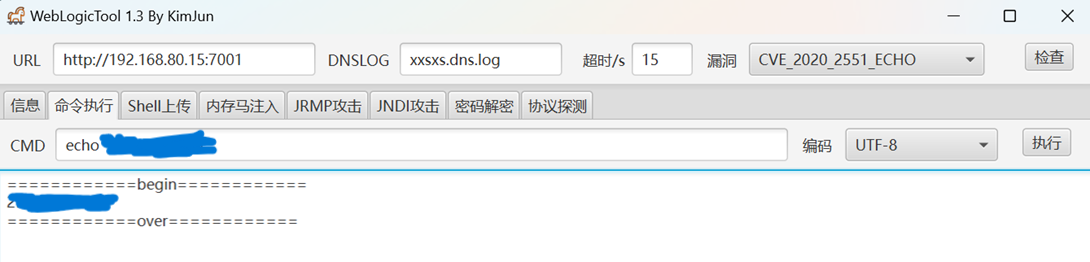 WebLogicTool 1.3 By KimJun
URL http://192.168.80.15:7001 DNSLOG xxsxs.dns.log 超时/s 15 漏洞 CVE_2020_2551_ECHO 检查
信息 命令执行 Shell上传 内存马注入 JRMP攻击 JNDI攻击 密码解密 协议探测
CMD echo 编码 UTF-8 执行
============begin============
============over============